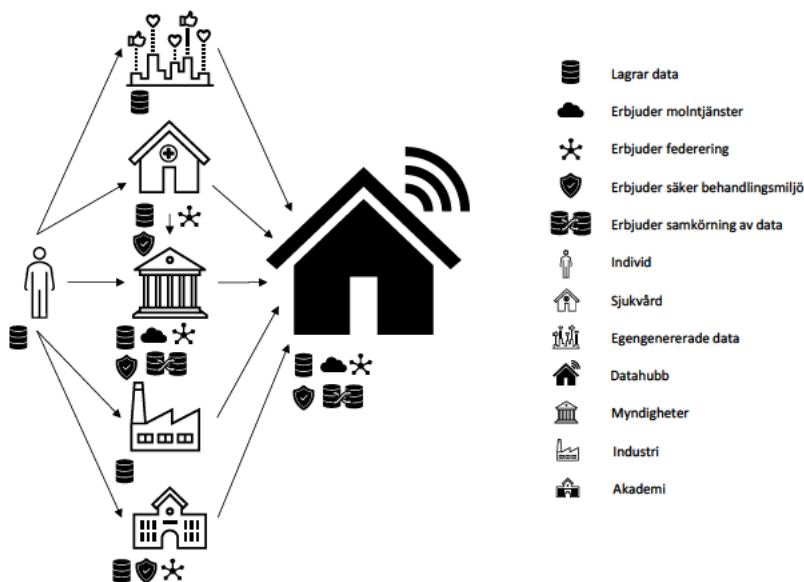 Lagrar data
Erbjuder molntjänster
Erbjuder federering
Erbjuder säker behandlingsmiljö
Erbjuder samkörning av data
Individ
Sjukvård
Egengenererade data
Datahubb
Myndigheter
Industri
Akademi